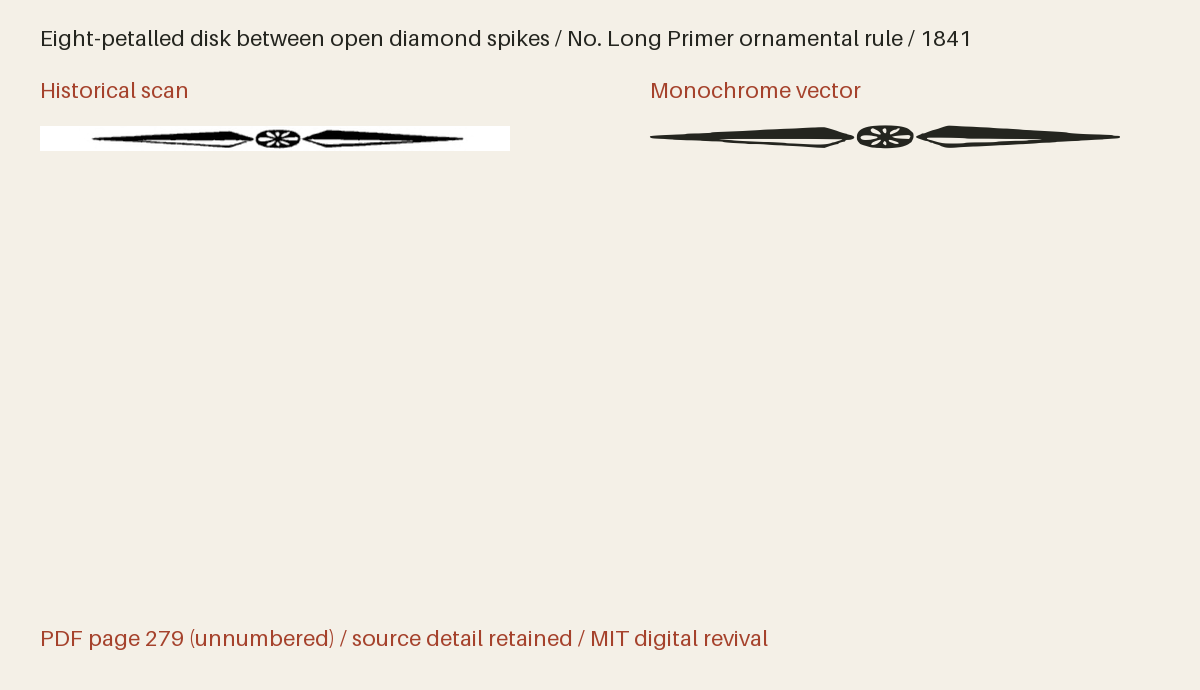 Eight-petalled disk between open diamond spikes / No. Long Primer ornamental rule / 1841
Historical scan
Monochrome vector
PDF page 279 (unnumbered) / source detail retained / MIT digital revival